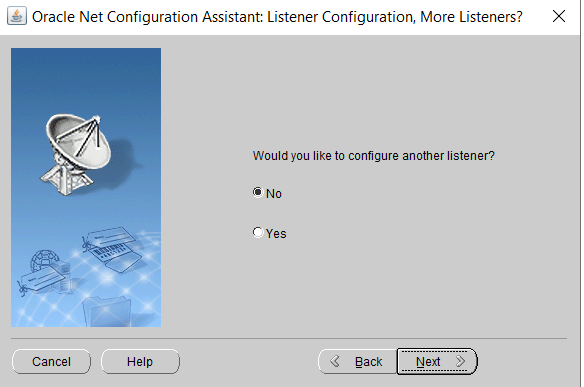 Oracle Net Configuration Assistant: Listener Configuration, More Listeners?
Would you like to configure another listener?
No
Yes
Cancel
Help
Back
Next